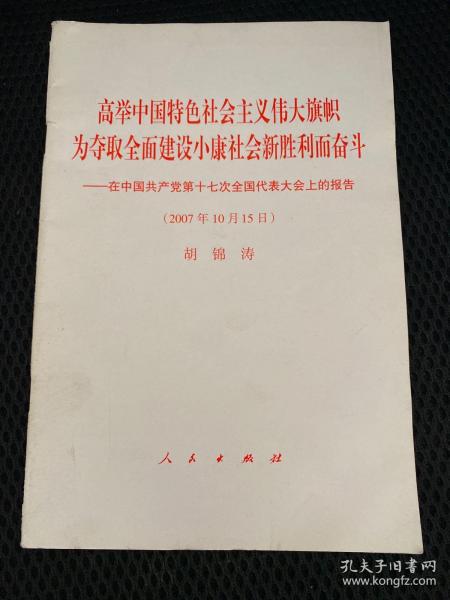 高举中国特色社会主义伟大旗帜
为夺取全面建设小康社会新胜利而奋斗
——在中国共产党第十七次全国代表大会上的报告
（2007年10月15日）
胡锦涛
人民出版社
孔夫子旧书网
www.kongfz.com